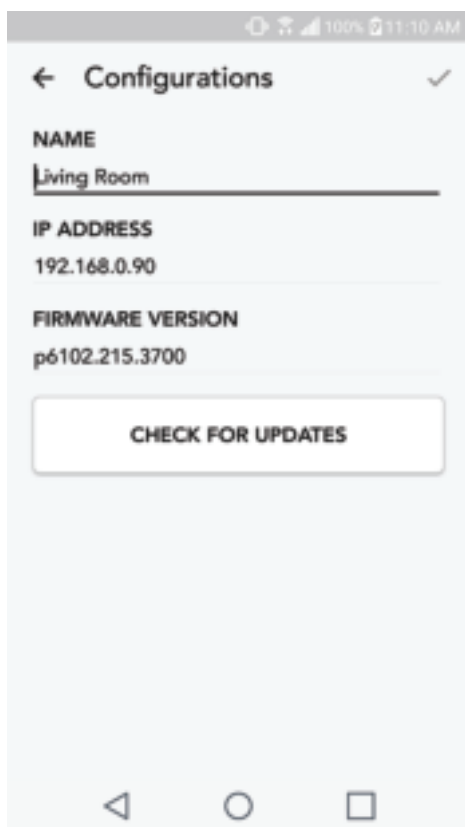 100% 11:10 AM
Configurations
NAME
Living Room
IP ADDRESS
192.168.0.90
FIRMWARE VERSION
p6102.215.3700
CHECK FOR UPDATES